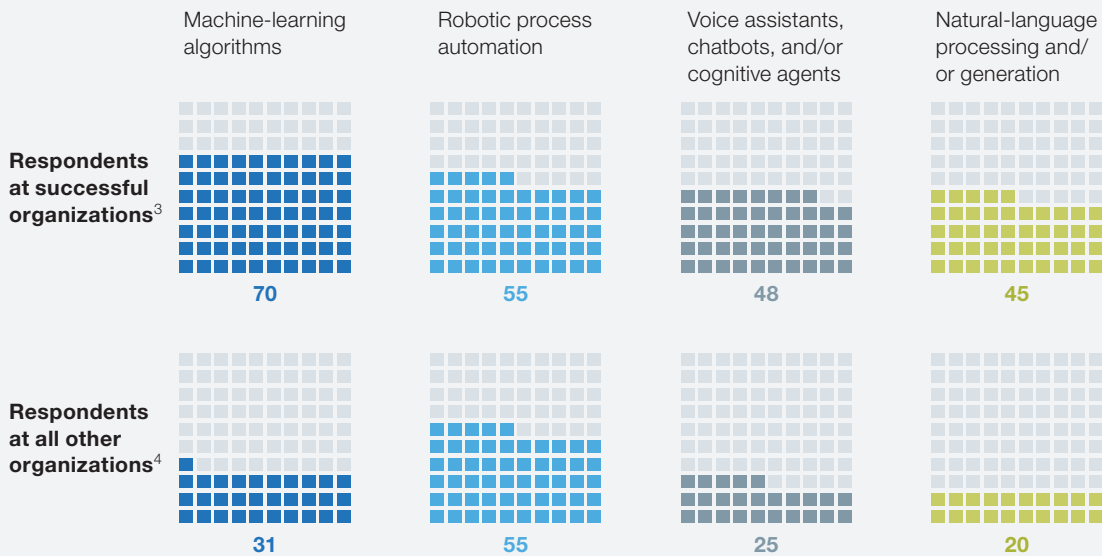 Machine-learning
algorithms
Robotic process
automation
Voice assistants,
chatbots, and/or
cognitive agents
Natural-language
processing and/
or generation
Respondents
at successful
organizations³
70
55
48
45
Respondents
at all other
organizations⁴
31
55
25
20